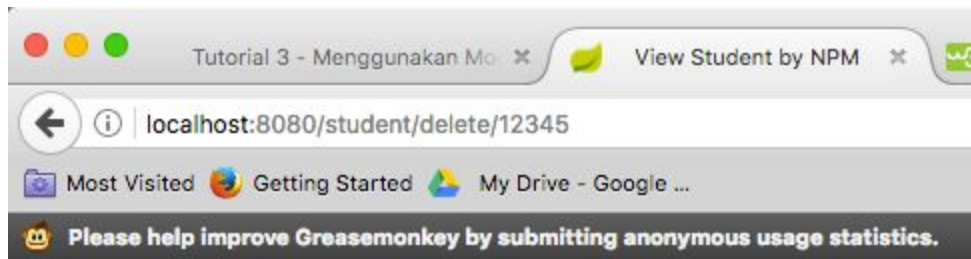 Tutorial 3 - Menggunakan Mo
View Student by NPM
localhost:8080/student/delete/12345
Most Visited Getting Started My Drive - Google ...
Please help improve Greasemonkey by submitting anonymous usage statistics.